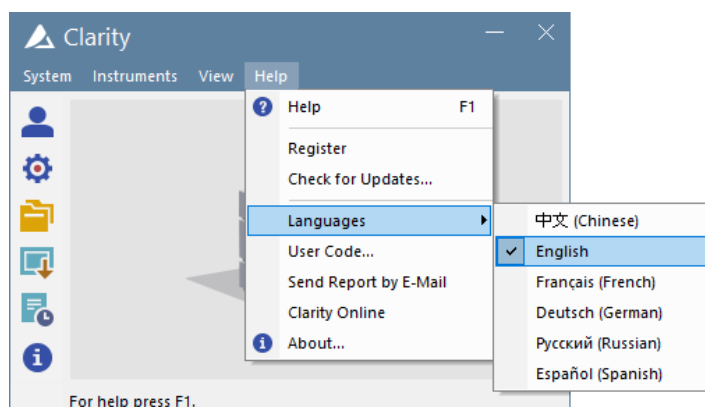 Clarity
System Instruments View Help
Help F1
Register
Check for Updates...
Languages
中文 (Chinese)
User Code...
English
Send Report by E-Mail
Français (French)
Clarity Online
Deutsch (German)
About...
Русский (Russian)
Español (Spanish)
For help press F1.